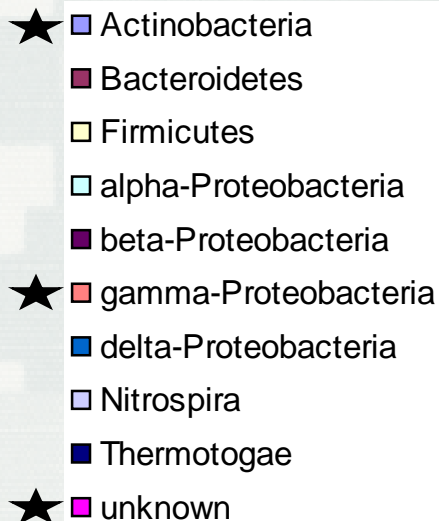 Actinobacteria
Bacteroidetes
Firmicutes
alpha-Proteobacteria
beta-Proteobacteria
gamma-Proteobacteria
delta-Proteobacteria
Nitrospira
Thermotogae
unknown